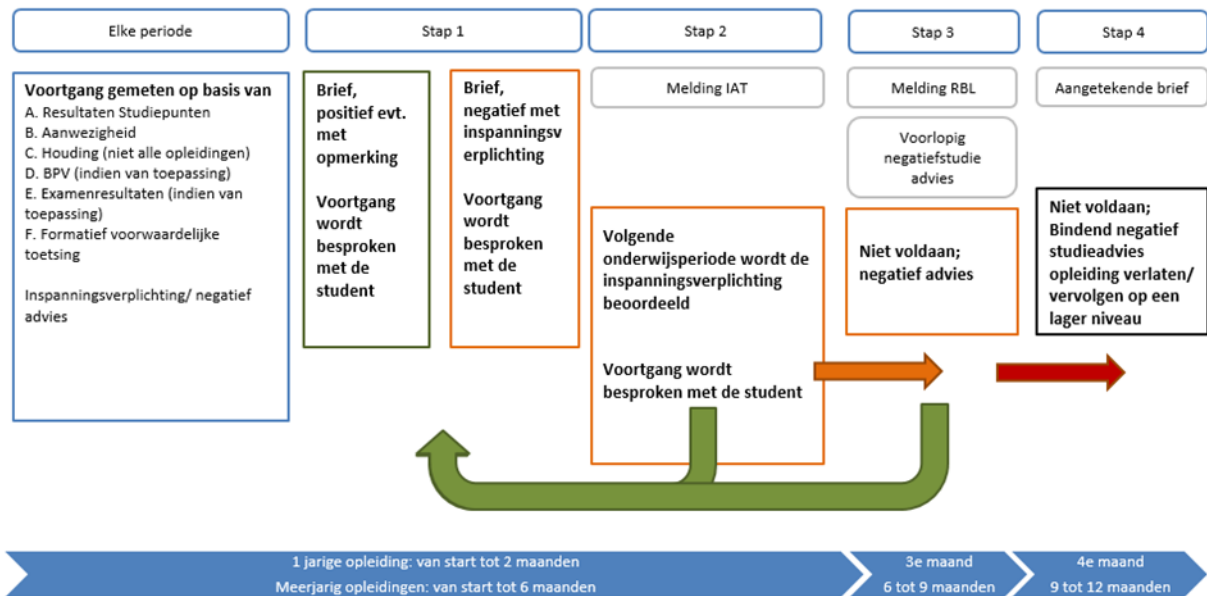 Elke periode
Stap 1
Stap 2
Stap 3
Stap 4
Voortgang gemeten op basis van
A. Resultaten Studiepunten
B. Aanwezigheid
C. Houding (niet alle opleidingen)
D. BPV (indien van toepassing)
E. Examenresultaten (indien van
toepassing)
F. Formatief voorwaardelijke
toetsing
Inspanningsverplichting/ negatief
advies
Brief,
positief evt.
met
opmerking
Voortgang
wordt
besproken
met de
student
Brief,
negatief met
inspanningsv
erplichting
Voortgang
wordt
besproken
met de
student
Melding IAT
Volgende
onderwijsperiode wordt de
inspanningsverplichting
beoordeeld
Voortgang wordt
besproken met de student
Melding RBL
Voorlopig
negatiefstudie
advies
Niet voldaan;
negatief advies
Aangetekende brief
Niet voldaan;
Bindend negatief
studieadvies
opleiding verlaten/
vervolgen op een
lager niveau
1 jarige opleiding: van start tot 2 maanden
Meerjarig opleidingen: van start tot 6 maanden
3e maand
6 tot 9 maanden
4e maand
9 tot 12 maanden